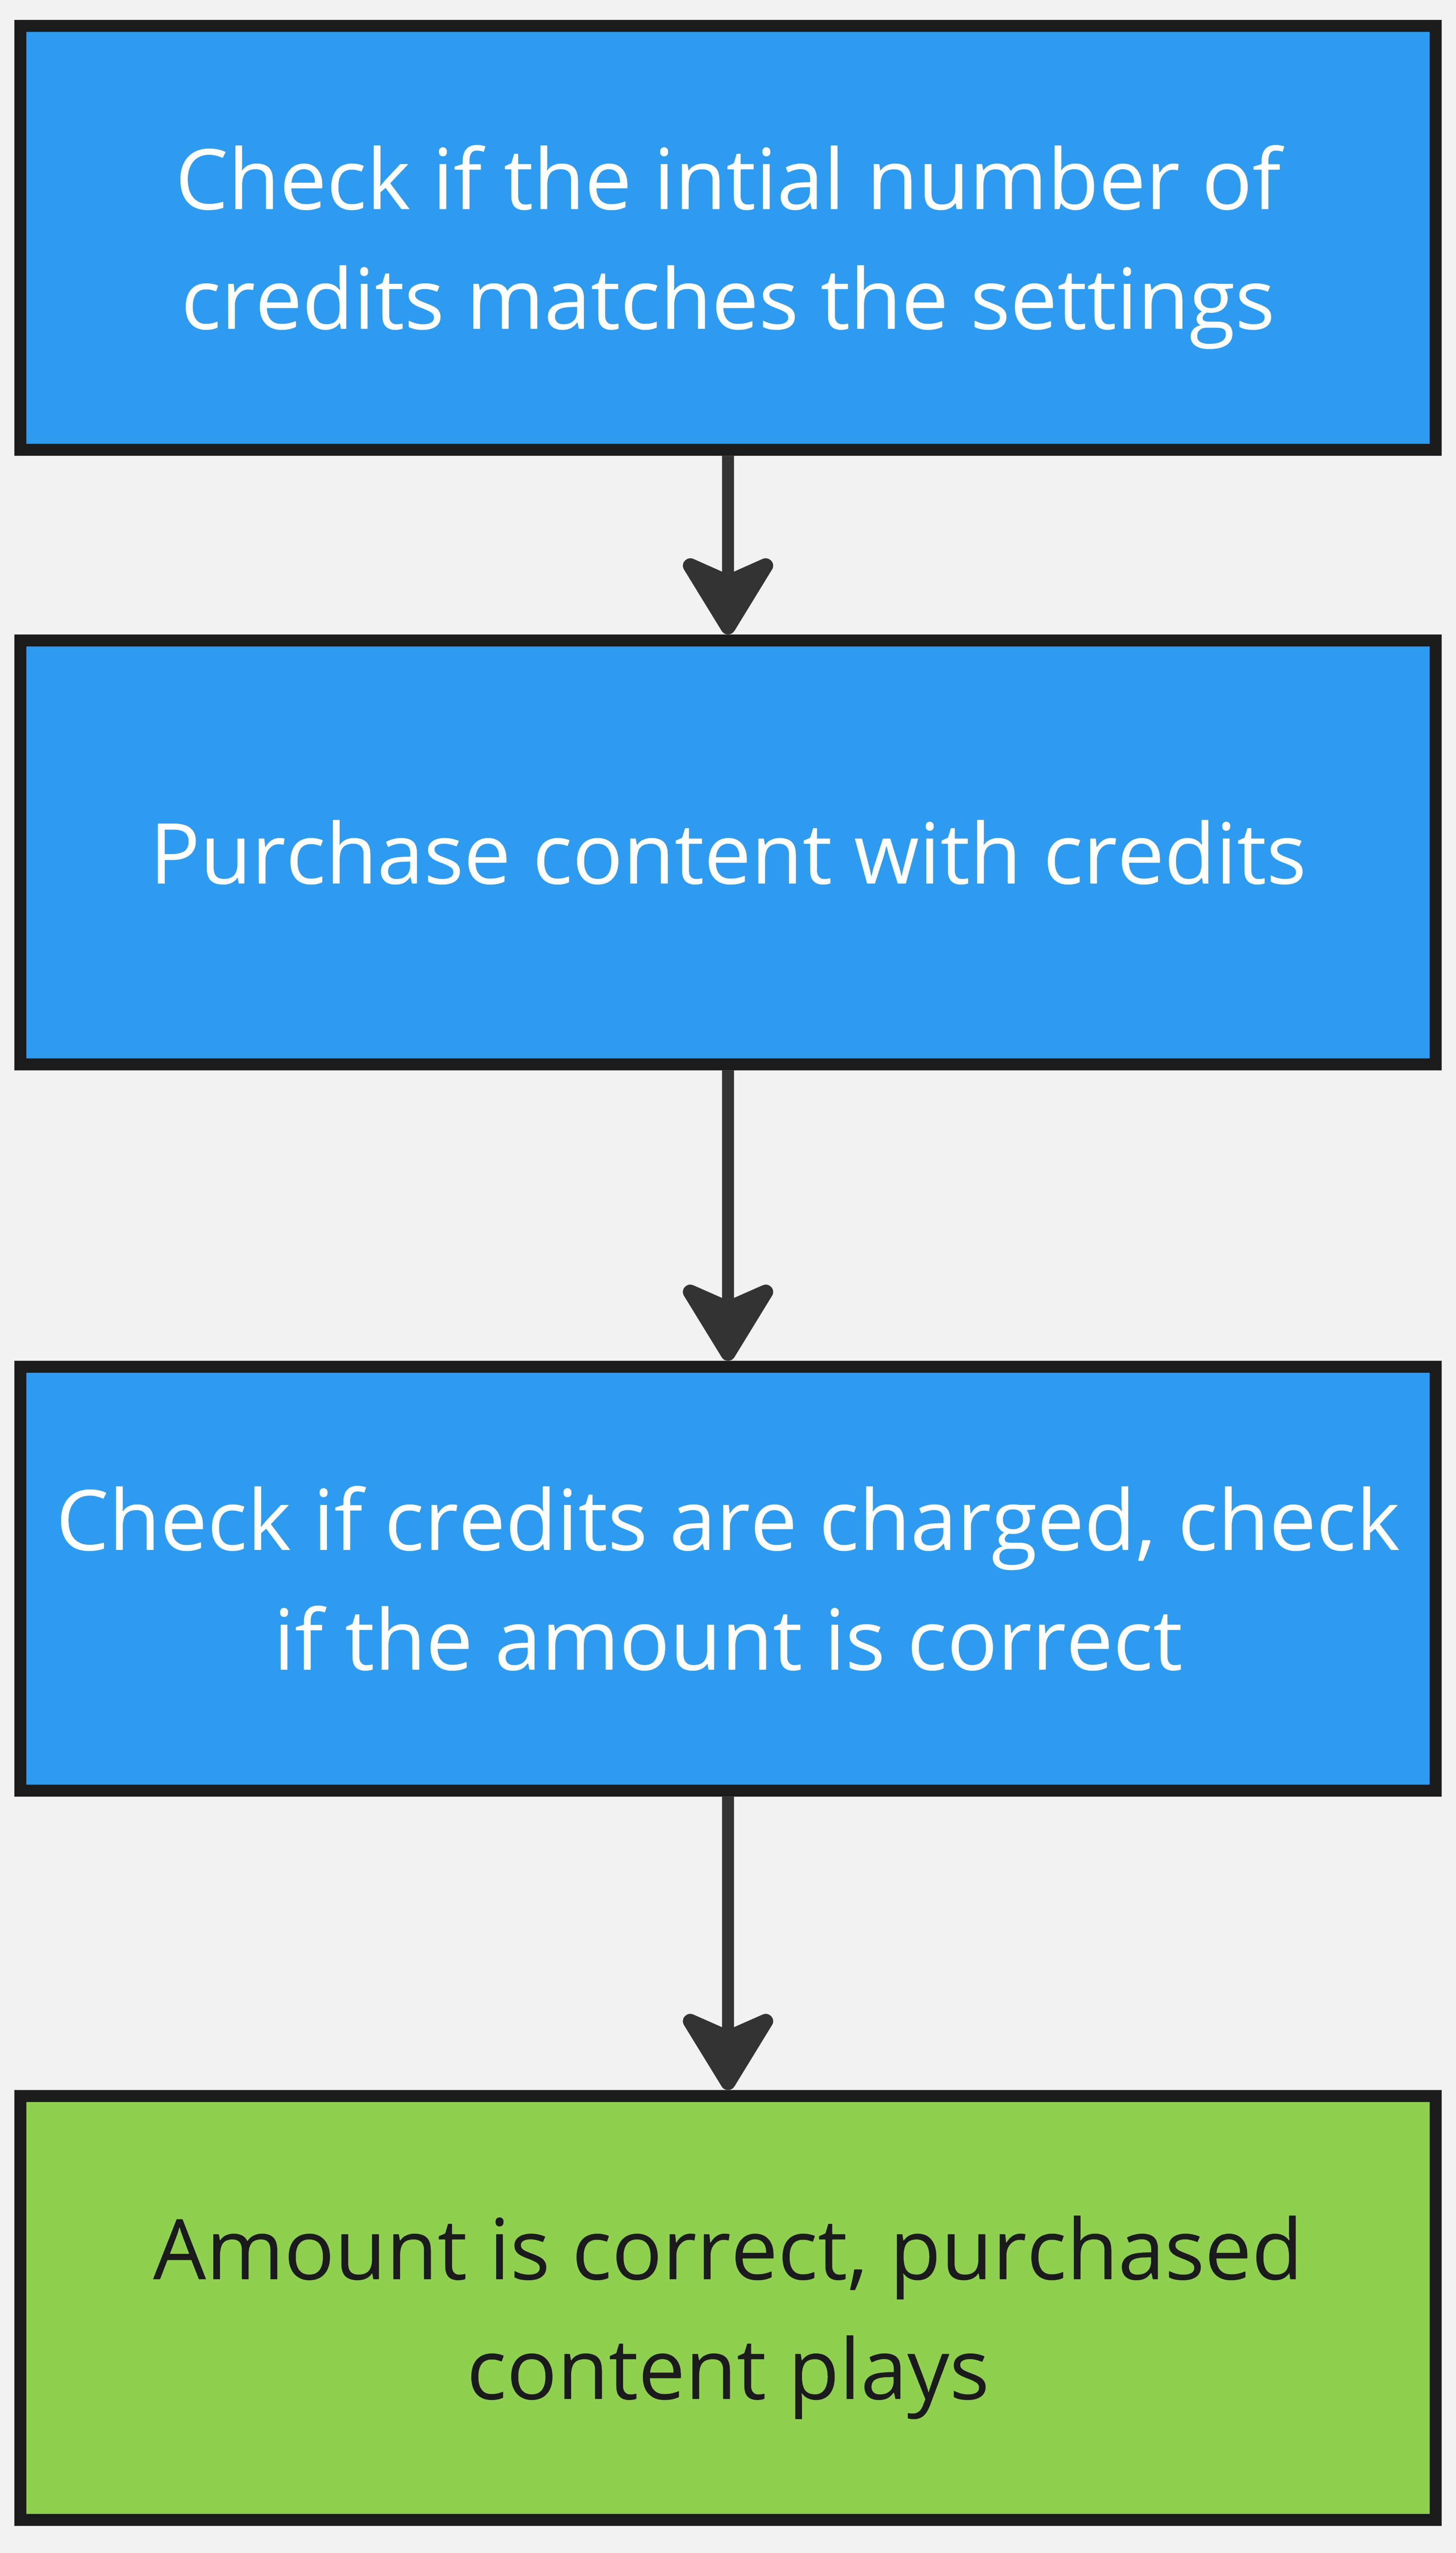 Check if the intial number of
credits matches the settings
Purchase content with credits
Check if credits are charged, check
if the amount is correct
Amount is correct, purchased
content plays